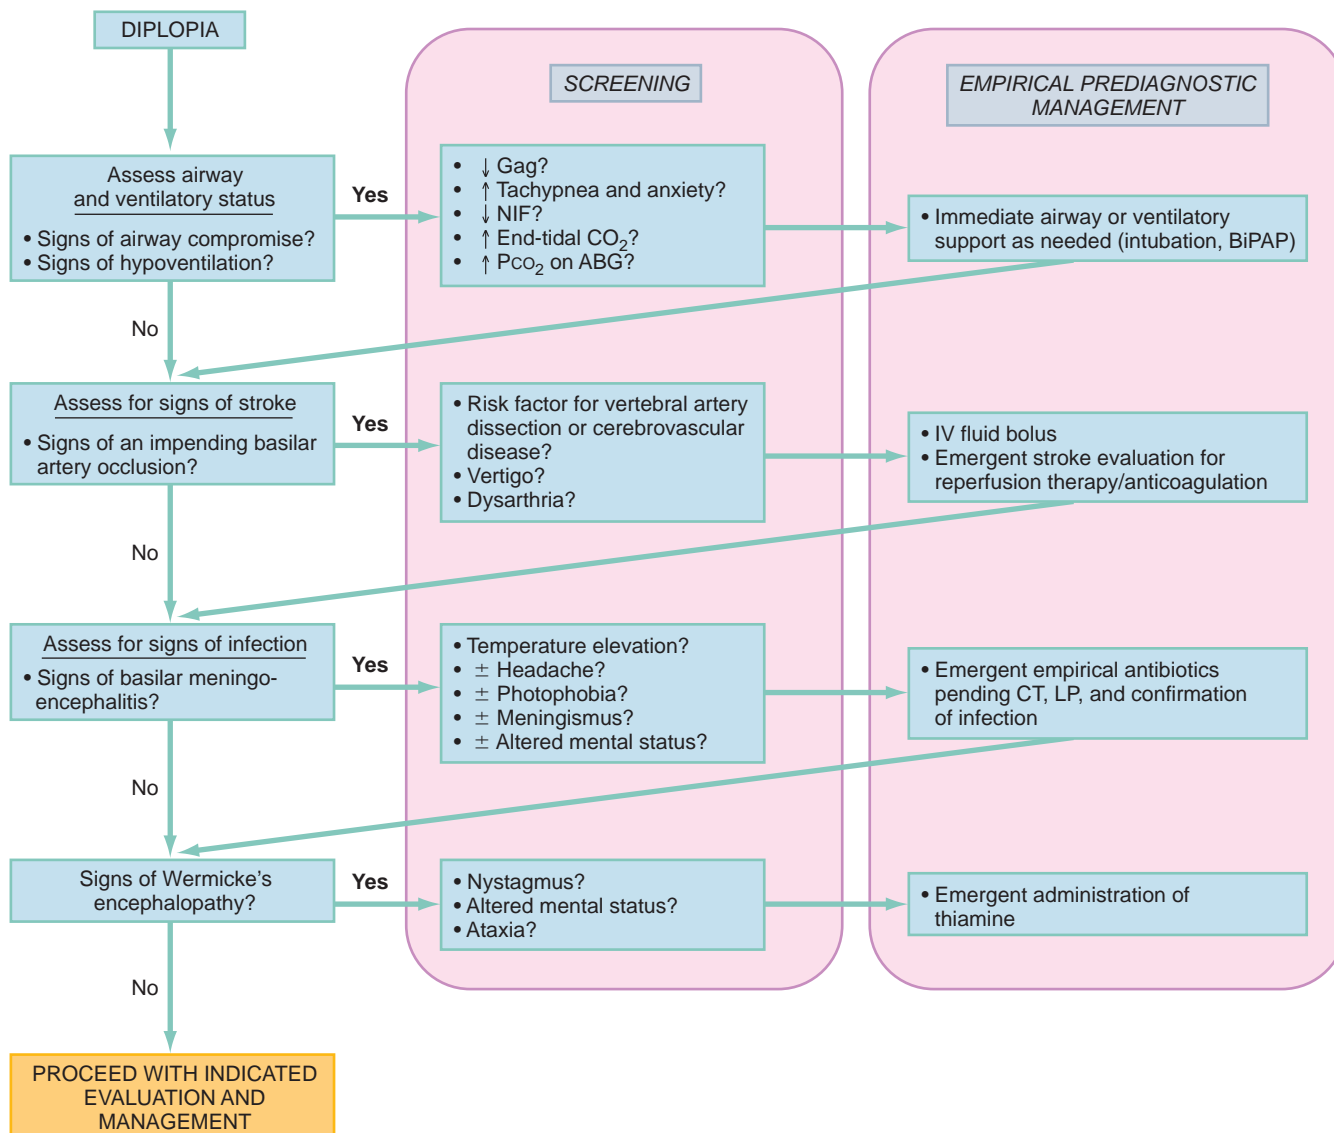 DIPLOPIA
SCREENING
EMPIRICAL PREDIAGNOSTIC
MANAGEMENT
Assess airway
and ventilatory status
• Signs of airway compromise?
• Signs of hypoventilation?
Yes
• ↓ Gag?
• ↑ Tachypnea and anxiety?
• ↓ NIF?
• ↑ End-tidal CO2?
• ↑ PCO2 on ABG?
• Immediate airway or ventilatory
support as needed (intubation, BiPAP)
No
Assess for signs of stroke
• Signs of an impending basilar
artery occlusion?
Yes
• Risk factor for vertebral artery
dissection or cerebrovascular
disease?
• Vertigo?
• Dysarthria?
• IV fluid bolus
• Emergent stroke evaluation for
reperfusion therapy/anticoagulation
No
Assess for signs of infection
• Signs of basilar meningo-
encephalitis?
Yes
• Temperature elevation?
• ± Headache?
• ± Photophobia?
• ± Meningismus?
• ± Altered mental status?
• Emergent empirical antibiotics
pending CT, LP, and confirmation
of infection
No
Signs of Wermicke's
encephalopathy?
Yes
• Nystagmus?
• Altered mental status?
• Ataxia?
• Emergent administration of
thiamine
No
PROCEED WITH INDICATED
EVALUATION AND
MANAGEMENT